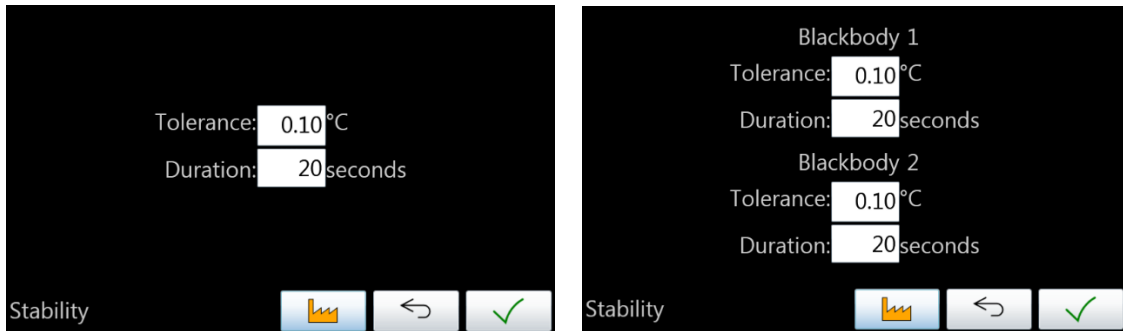 Tolerance: 0.10 °C
Duration: 20 seconds
Stability
Blackbody 1
Tolerance: 0.10 °C
Duration: 20 seconds
Blackbody 2
Tolerance: 0.10 °C
Duration: 20 seconds
Stability